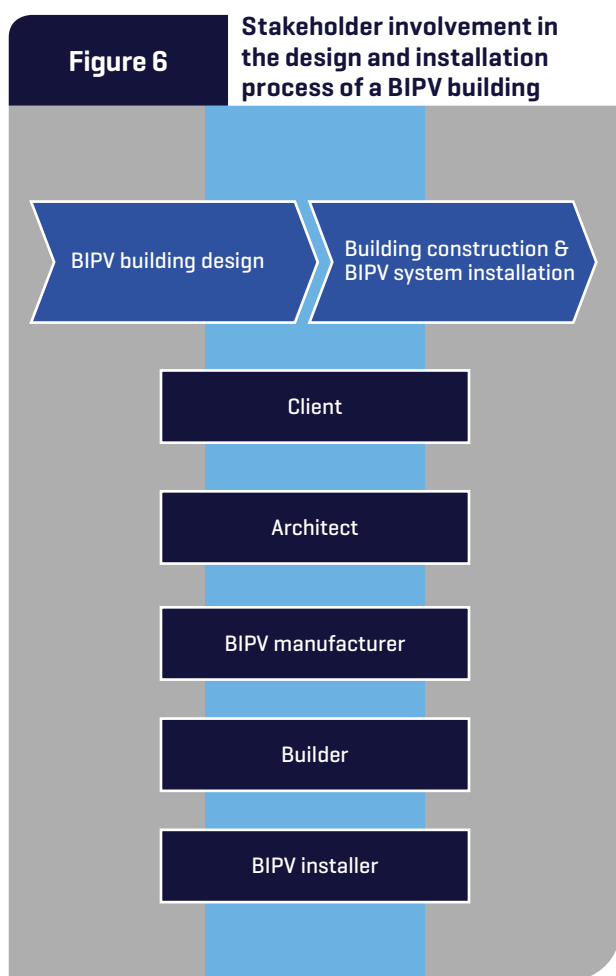 Figure 6
Stakeholder involvement in
the design and installation
process of a BIPV building
BIPV building design
Building construction &
BIPV system installation
Client
Architect
BIPV manufacturer
Builder
BIPV installer